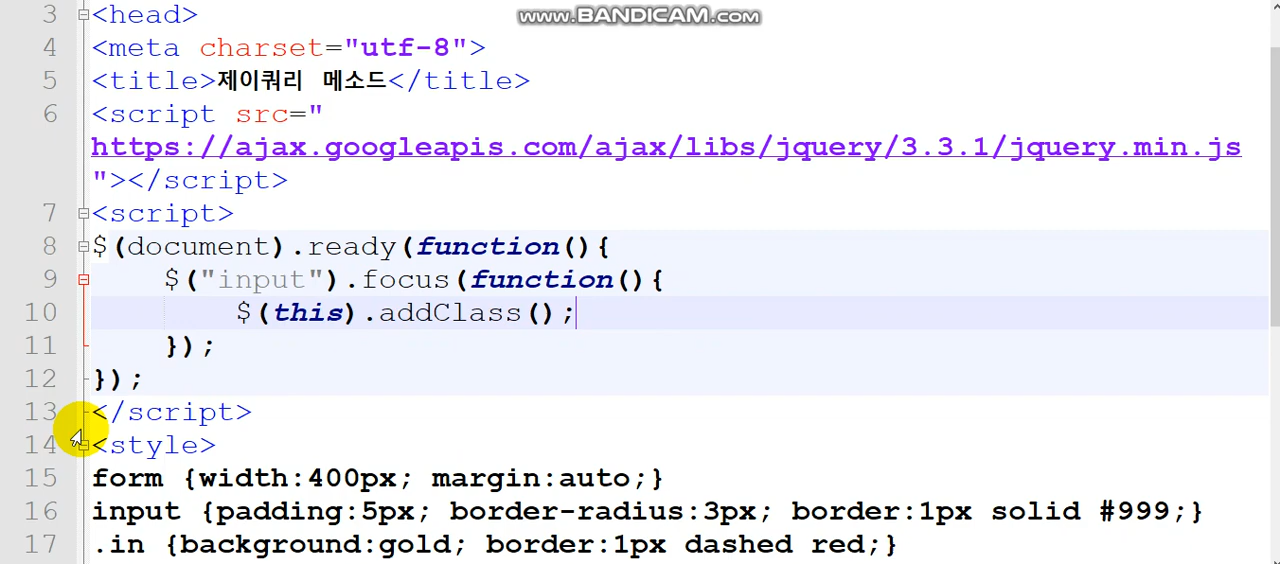 www.BANDICAM.com
3 <head>
4 <meta charset="utf-8">
5 <title>제이쿼리 메소드</title>
6 <script src="
https://ajax.googleapis.com/ajax/libs/jquery/3.3.1/jquery.min.js
"></script>
7 <script>
8 $(document).ready(function(){
9 $("input").focus(function(){
10 $(this).addClass();
11 });
12 });
13 </script>
14 <style>
15 form {width:400px; margin:auto;}
16 input {padding:5px; border-radius:3px; border:1px solid #999;}
17 .in {background:gold; border:1px dashed red;}